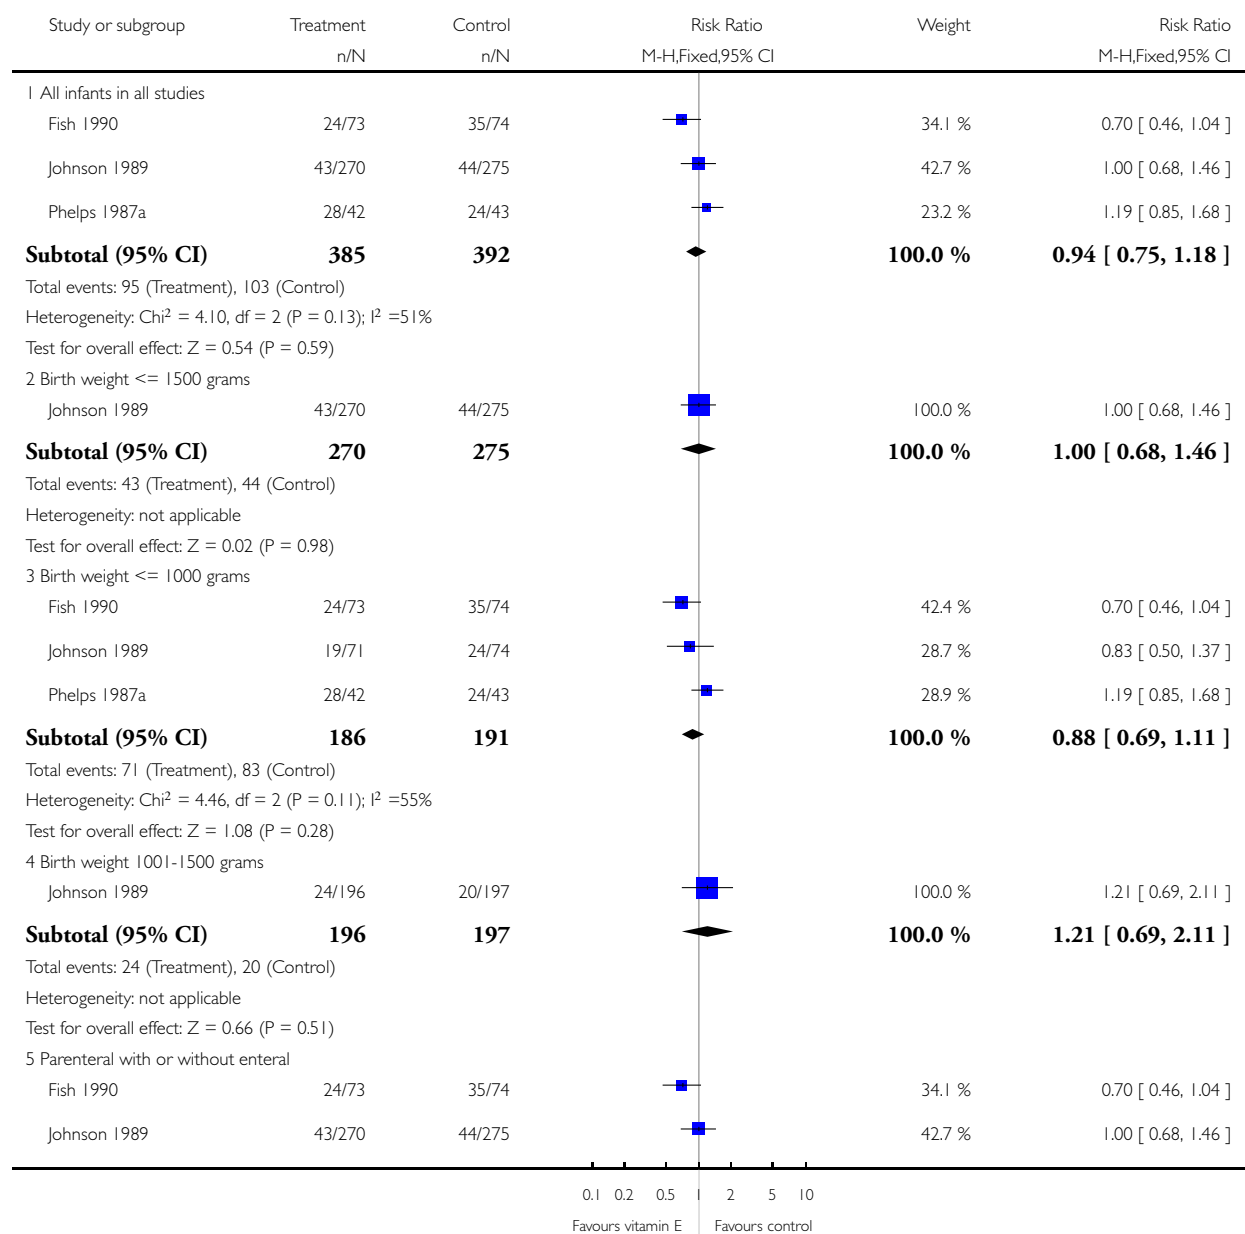 Study or subgroup Treatment Control Risk Ratio Weight Risk Ratio
n/N n/N M-H,Fixed,95% CI M-H,Fixed,95% CI
1 All infants in all studies
Fish 1990 24/73 35/74 34.1 % 0.70 [ 0.46, 1.04 ]
Johnson 1989 43/270 44/275 42.7 % 1.00 [ 0.68, 1.46 ]
Phelps 1987a 28/42 24/43 23.2 % 1.19 [ 0.85, 1.68 ]
Subtotal (95% CI) 385 392 100.0 % 0.94 [ 0.75, 1.18 ]
Total events: 95 (Treatment), 103 (Control)
Heterogeneity: Chi² = 4.10, df = 2 (P = 0.13); I² =51%
Test for overall effect: Z = 0.54 (P = 0.59)
2 Birth weight <= 1500 grams
Johnson 1989 43/270 44/275 100.0 % 1.00 [ 0.68, 1.46 ]
Subtotal (95% CI) 270 275 100.0 % 1.00 [ 0.68, 1.46 ]
Total events: 43 (Treatment), 44 (Control)
Heterogeneity: not applicable
Test for overall effect: Z = 0.02 (P = 0.98)
3 Birth weight <= 1000 grams
Fish 1990 24/73 35/74 42.4 % 0.70 [ 0.46, 1.04 ]
Johnson 1989 19/71 24/74 28.7 % 0.83 [ 0.50, 1.37 ]
Phelps 1987a 28/42 24/43 28.9 % 1.19 [ 0.85, 1.68 ]
Subtotal (95% CI) 186 191 100.0 % 0.88 [ 0.69, 1.11 ]
Total events: 71 (Treatment), 83 (Control)
Heterogeneity: Chi² = 4.46, df = 2 (P = 0.11); I² =55%
Test for overall effect: Z = 1.08 (P = 0.28)
4 Birth weight 1001-1500 grams
Johnson 1989 24/196 20/197 100.0 % 1.21 [ 0.69, 2.11 ]
Subtotal (95% CI) 196 197 100.0 % 1.21 [ 0.69, 2.11 ]
Total events: 24 (Treatment), 20 (Control)
Heterogeneity: not applicable
Test for overall effect: Z = 0.66 (P = 0.51)
5 Parenteral with or without enteral
Fish 1990 24/73 35/74 34.1 % 0.70 [ 0.46, 1.04 ]
Johnson 1989 43/270 44/275 42.7 % 1.00 [ 0.68, 1.46 ]
0.1 0.2 0.5 1 2 5 10
Favours vitamin E Favours control